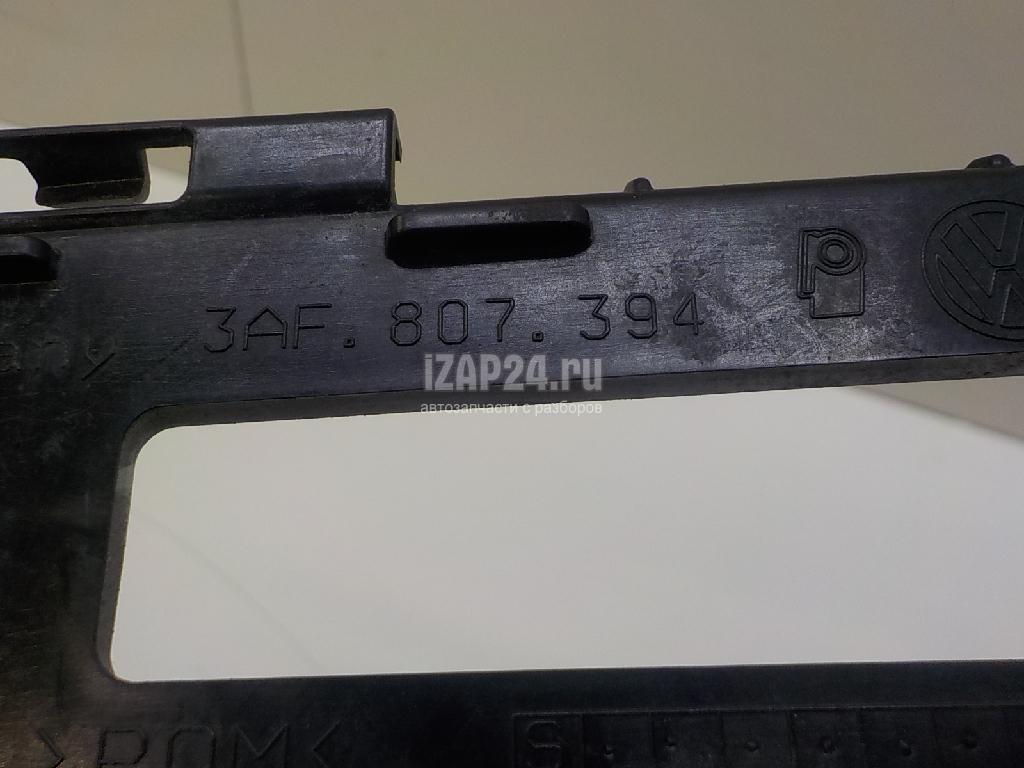 3AF. 807. 394
iZAP24.ru
автозапчасти с разборов
>POM<
S